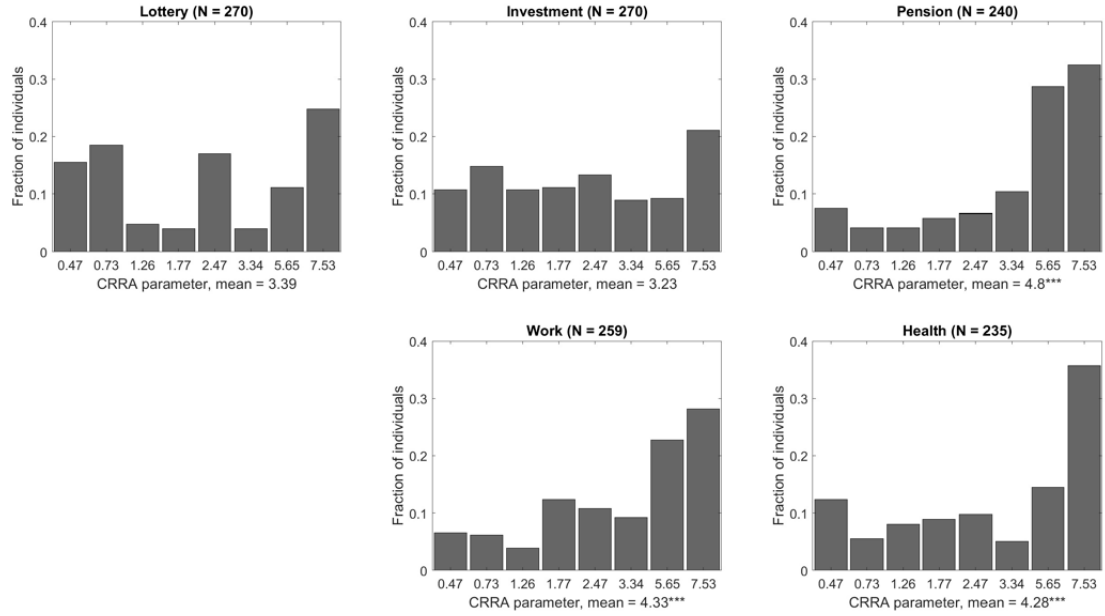 Lottery (N = 270)
Fraction of individuals
0.4
0.3
0.2
0.1
0
0.47 0.73 1.26 1.77 2.47 3.34 5.65 7.53
CRRA parameter, mean = 3.39
Investment (N = 270)
Fraction of individuals
0.4
0.3
0.2
0.1
0
0.47 0.73 1.26 1.77 2.47 3.34 5.65 7.53
CRRA parameter, mean = 3.23
Pension (N = 240)
Fraction of individuals
0.4
0.3
0.2
0.1
0
0.47 0.73 1.26 1.77 2.47 3.34 5.65 7.53
CRRA parameter, mean = 4.8***
Work (N = 259)
Fraction of individuals
0.4
0.3
0.2
0.1
0
0.47 0.73 1.26 1.77 2.47 3.34 5.65 7.53
CRRA parameter, mean = 4.33***
Health (N = 235)
Fraction of individuals
0.4
0.3
0.2
0.1
0
0.47 0.73 1.26 1.77 2.47 3.34 5.65 7.53
CRRA parameter, mean = 4.28***